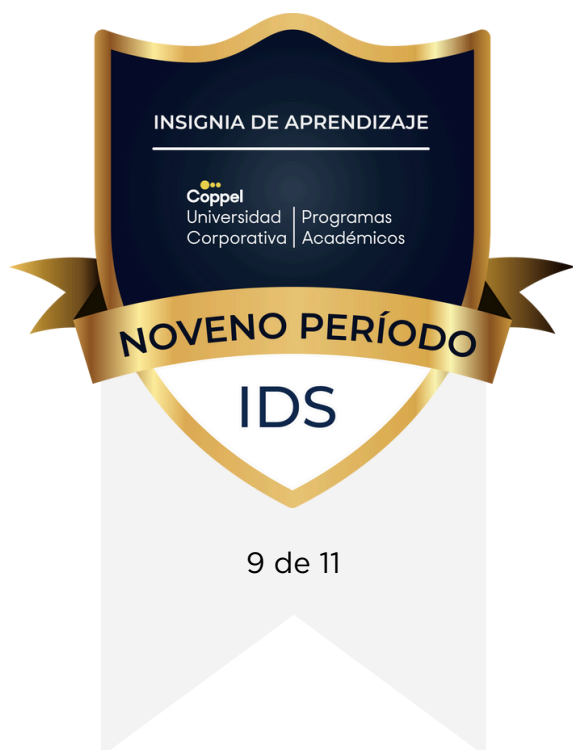 INSIGNIA DE APRENDIZAJE
Coppel
Universidad | Programas
Corporativa | Académicos
NOVENO PERÍODO
IDS
9 de 11